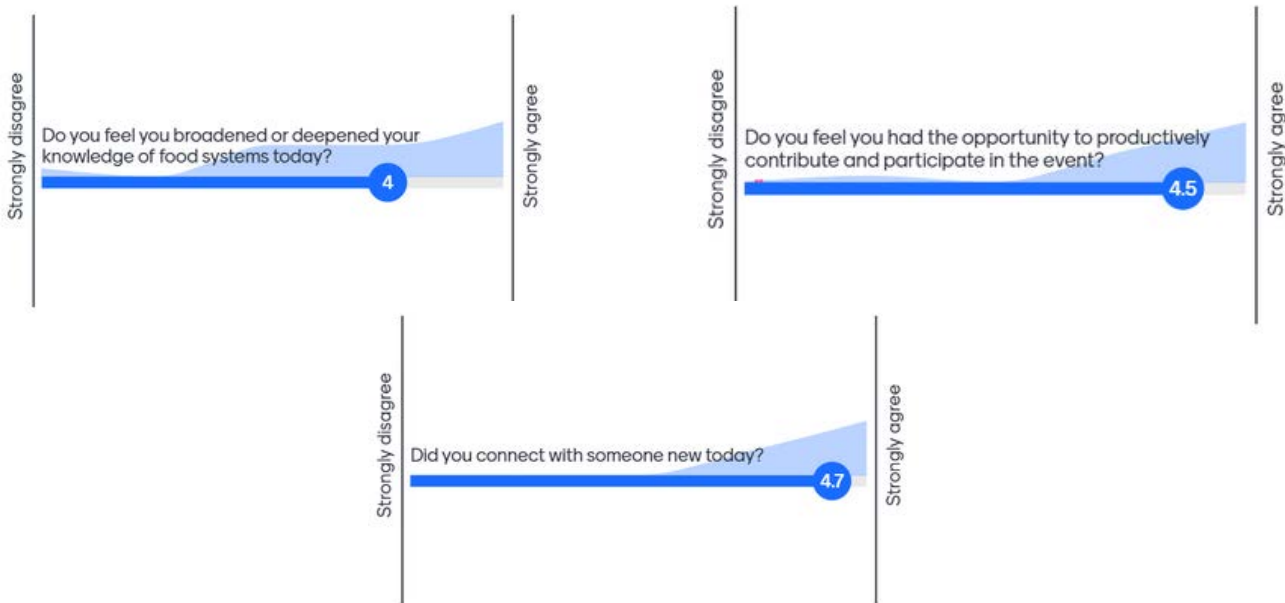 Strongly disagree
Do you feel you broadened or deepened your
knowledge of food systems today?
4
Strongly agree
Strongly disagree
Do you feel you had the opportunity to productively
contribute and participate in the event?
4.5
Strongly agree
Strongly disagree
Did you connect with someone new today?
4.7
Strongly agree